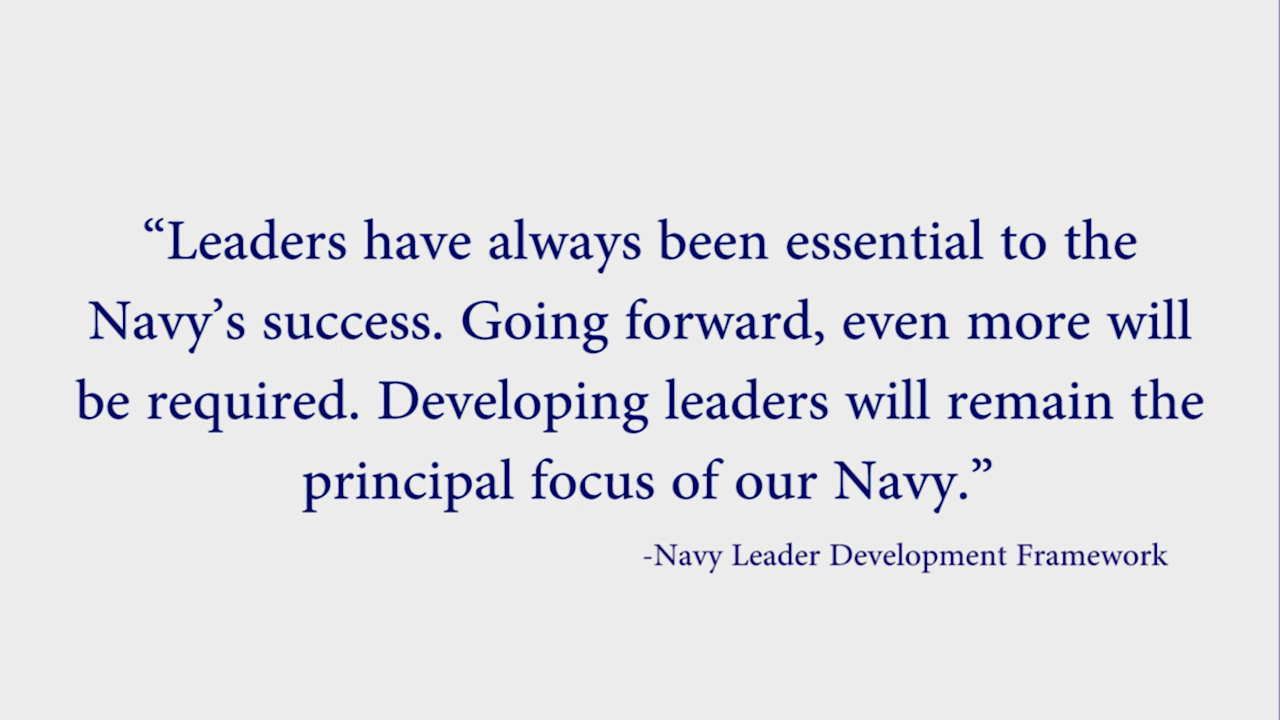 “Leaders have always been essential to the
Navy’s success. Going forward, even more will
be required. Developing leaders will remain the
principal focus of our Navy.”
-Navy Leader Development Framework